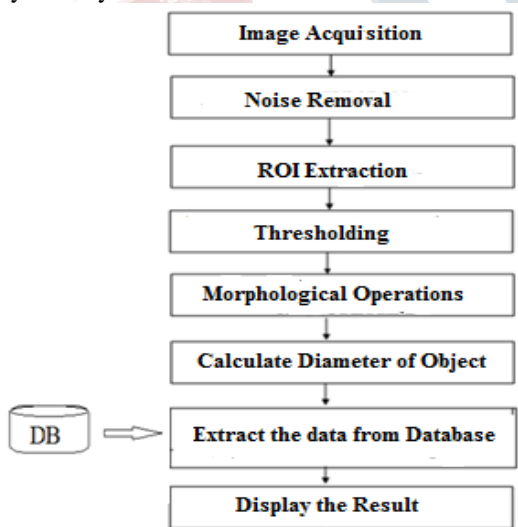 Image Acquisition
Noise Removal
ROI Extraction
Thresholding
Morphological Operations
Calculate Diameter of Object
DB
Extract the data from Database
Display the Result